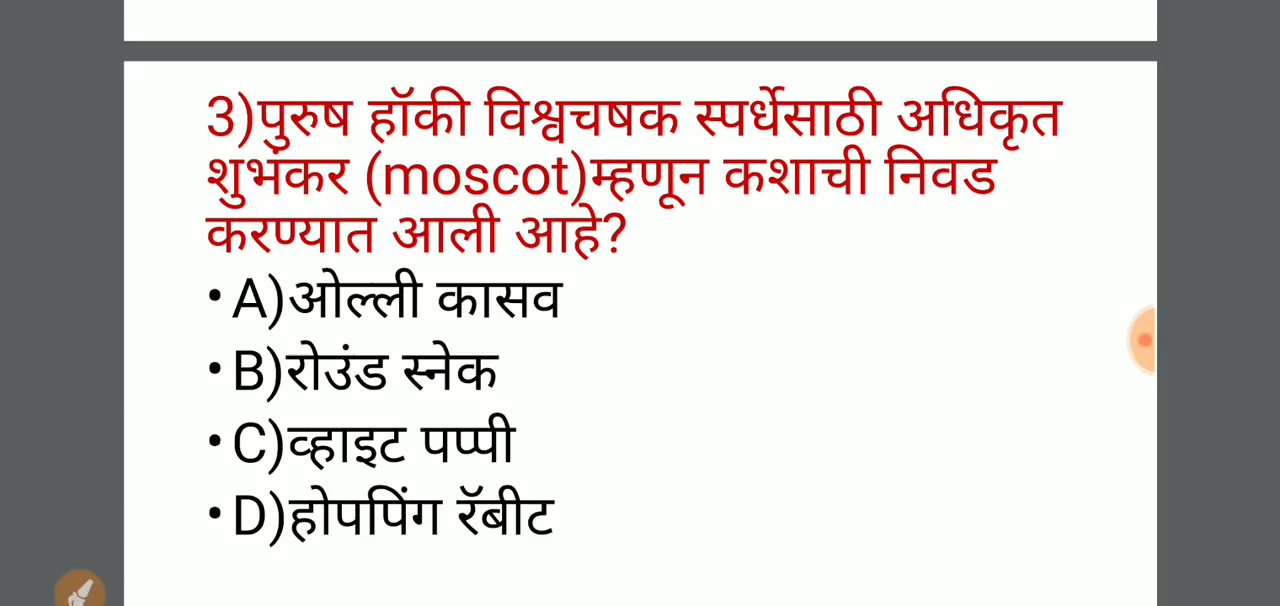 3)पुरुष हॉकी विश्वचषक स्पर्धेसाठी अधिकृत
शुभंकर (moscot)म्हणून कशाची निवड
करण्यात आली आहे?
•A)ओल्ली कासव
•B)रोउंड स्नेक
•C)व्हाइट पप्पी
•D)होपपिंग रॅबीट